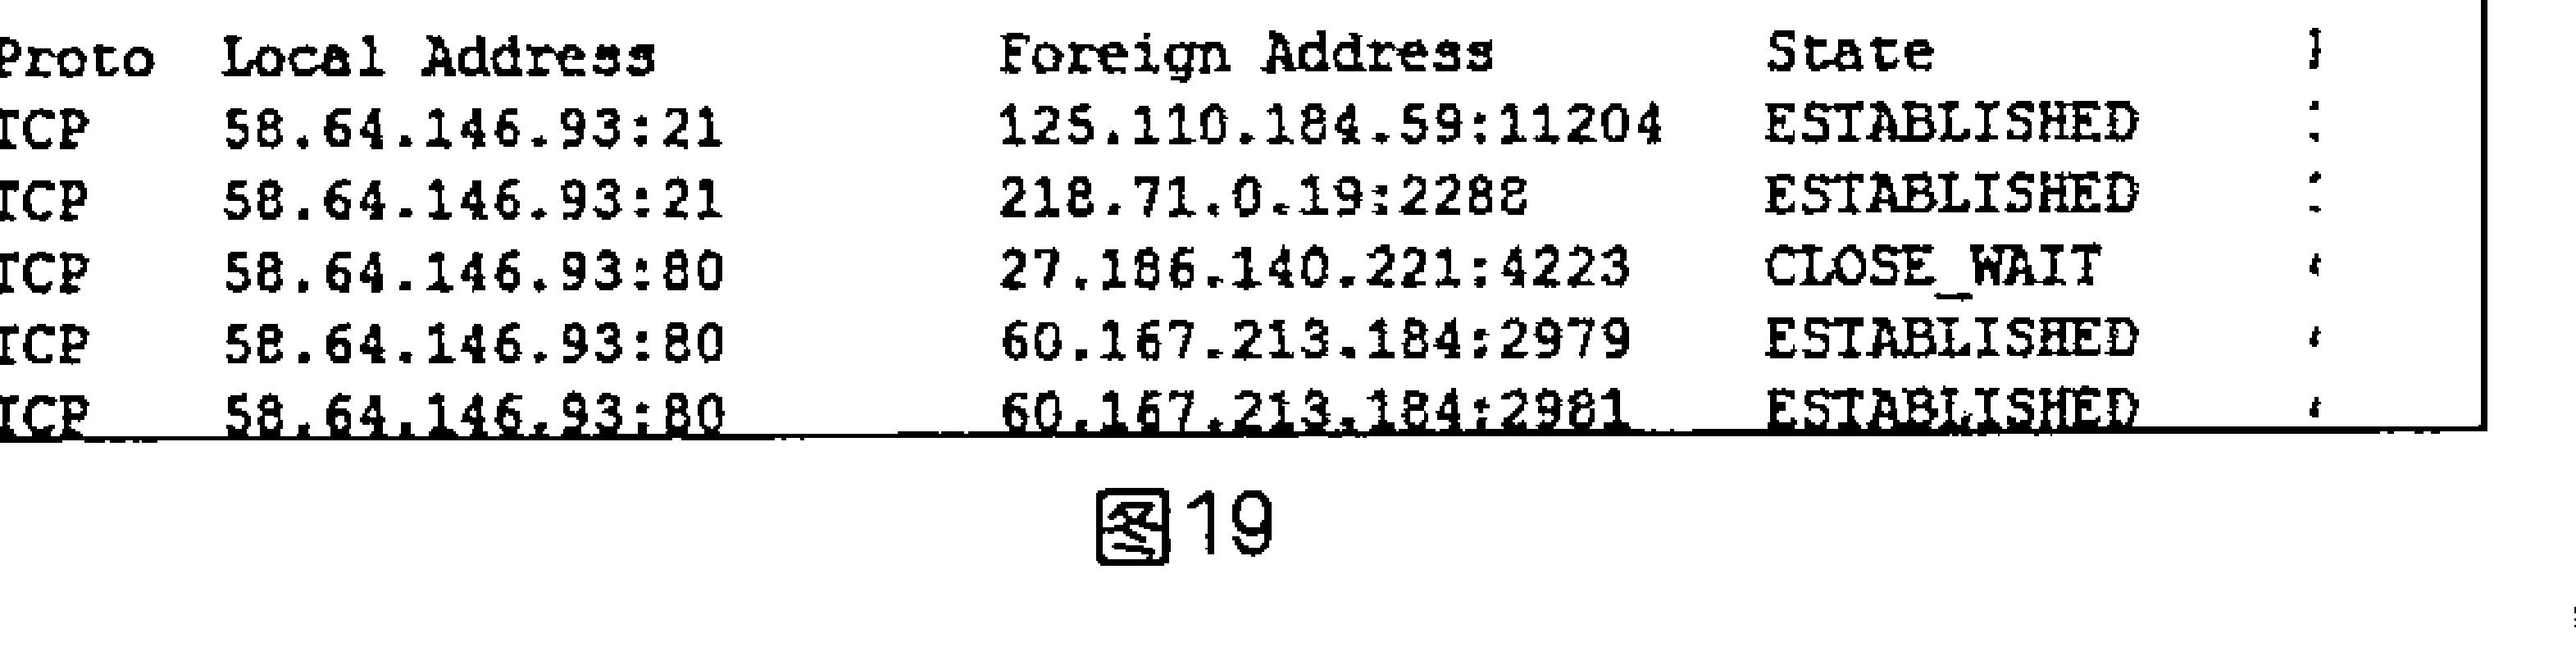 Proto Local Address Foreign Address State
TCP 58.64.146.93:21 125.110.184.59:11204 ESTABLISHED
TCP 58.64.146.93:21 218.71.0.19:2288 ESTABLISHED
TCP 58.64.146.93:80 27.186.140.221:4223 CLOSE_WAIT
TCP 58.64.146.93:80 60.167.213.184:2979 ESTABLISHED
TCP 58.64.146.93:80 60.167.213.184:2981 ESTABLISHED
图19